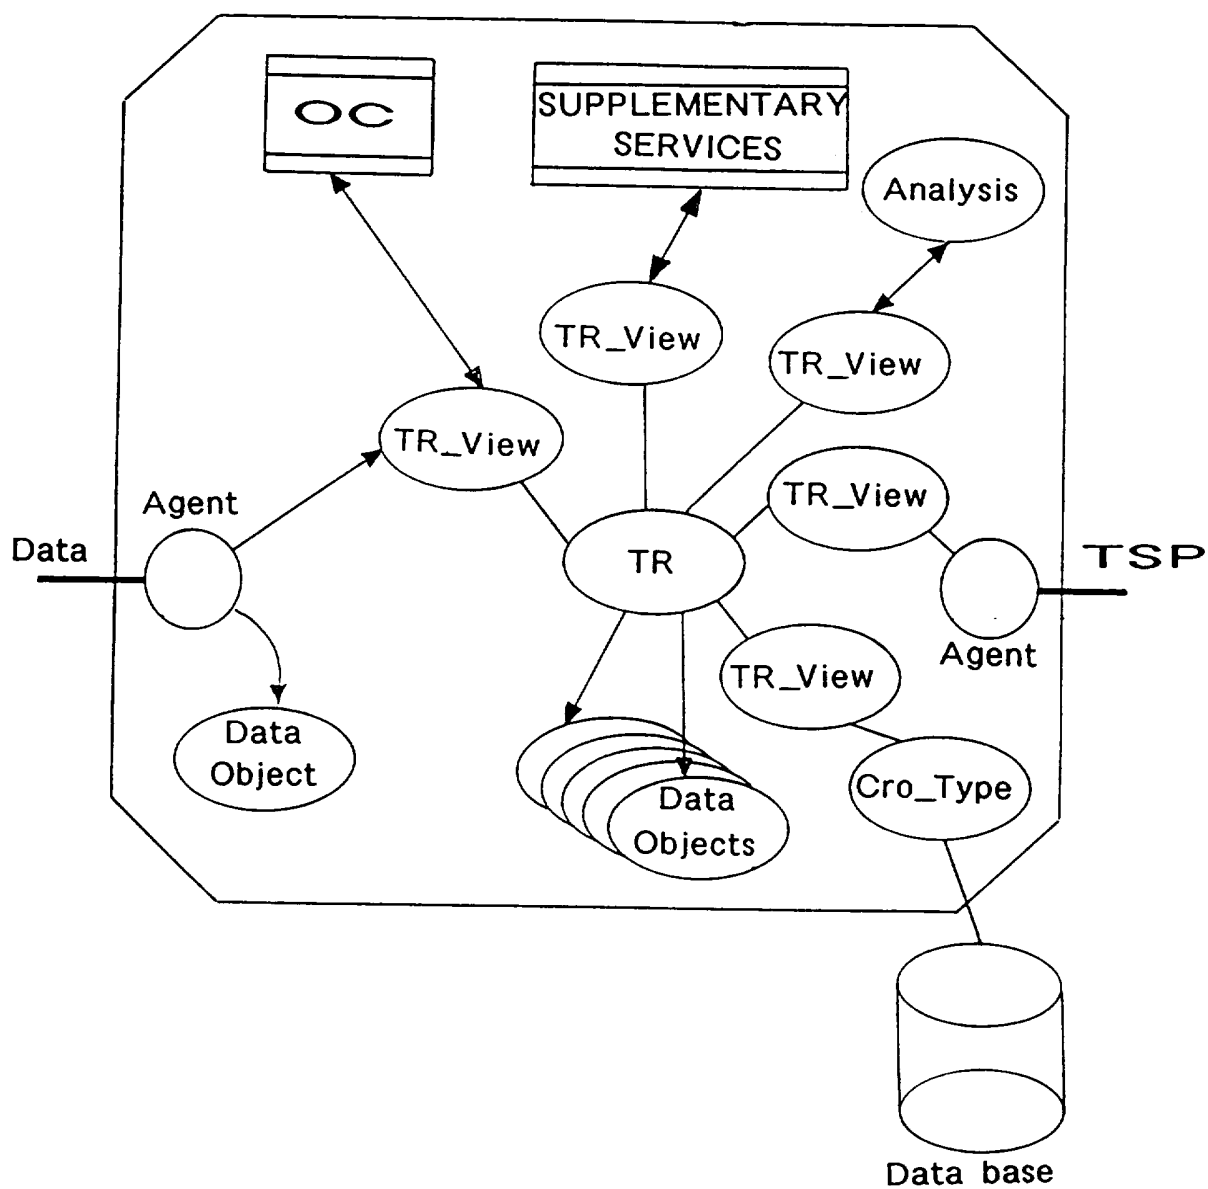 OC
SUPPLEMENTARY
SERVICES
Analysis
TR_View
TR_View
TR_View
TR_View
Agent
Data
TR
TSP
Agent
TR_View
Data
Object
Data
Objects
Cro_Type
Data base